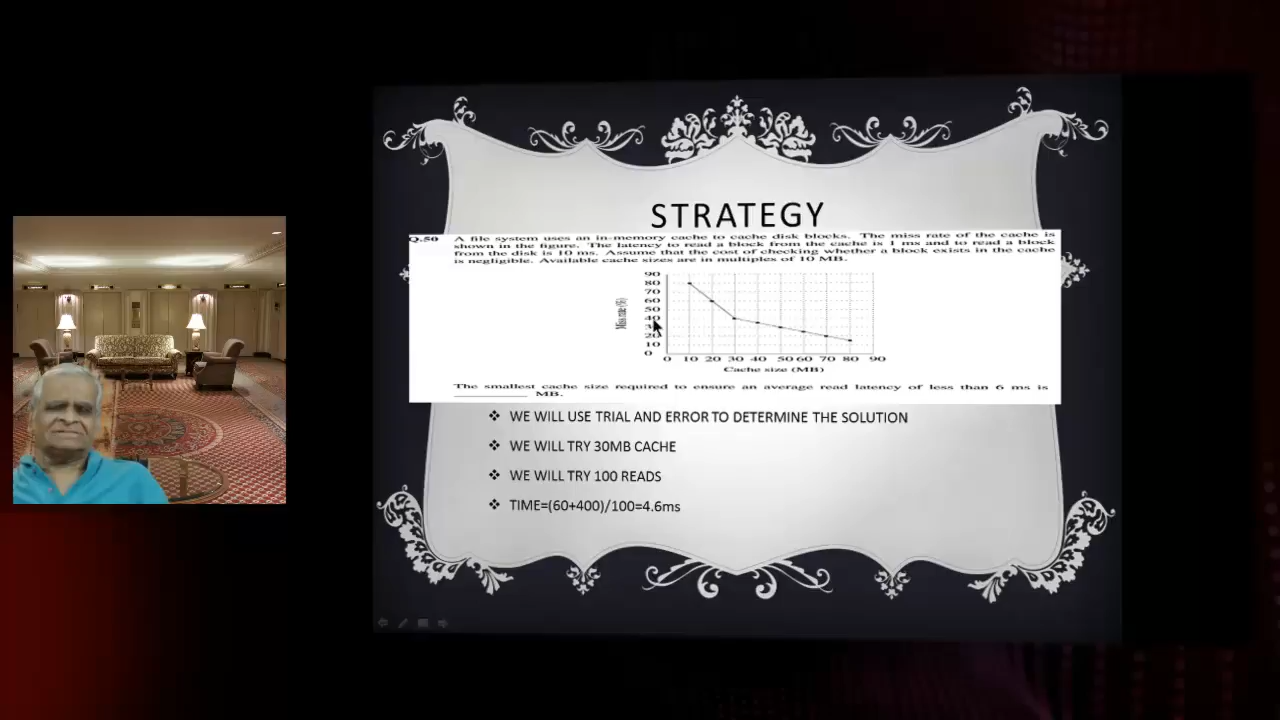 STRATEGY
Q.50 A file system uses an in-memory cache to cache disk blocks. The miss rate of the cache is
shown in the figure. The latency to read a block from the cache is 1 ms and to read a block
from the disk is 10 ms. Assume that the cost of checking whether a block exists in the cache
is negligible. Available cache sizes are in multiples of 10 MB.
90
80
70
60
50
40
20
10
0
Miss rate (%)
0 10 20 30 40 50 60 70 80 90
Cache size (MB)
The smallest cache size required to ensure an average read latency of less than 6 ms is
________ MB.
❖ WE WILL USE TRIAL AND ERROR TO DETERMINE THE SOLUTION
❖ WE WILL TRY 30MB CACHE
❖ WE WILL TRY 100 READS
❖ TIME=(60+400)/100=4.6ms